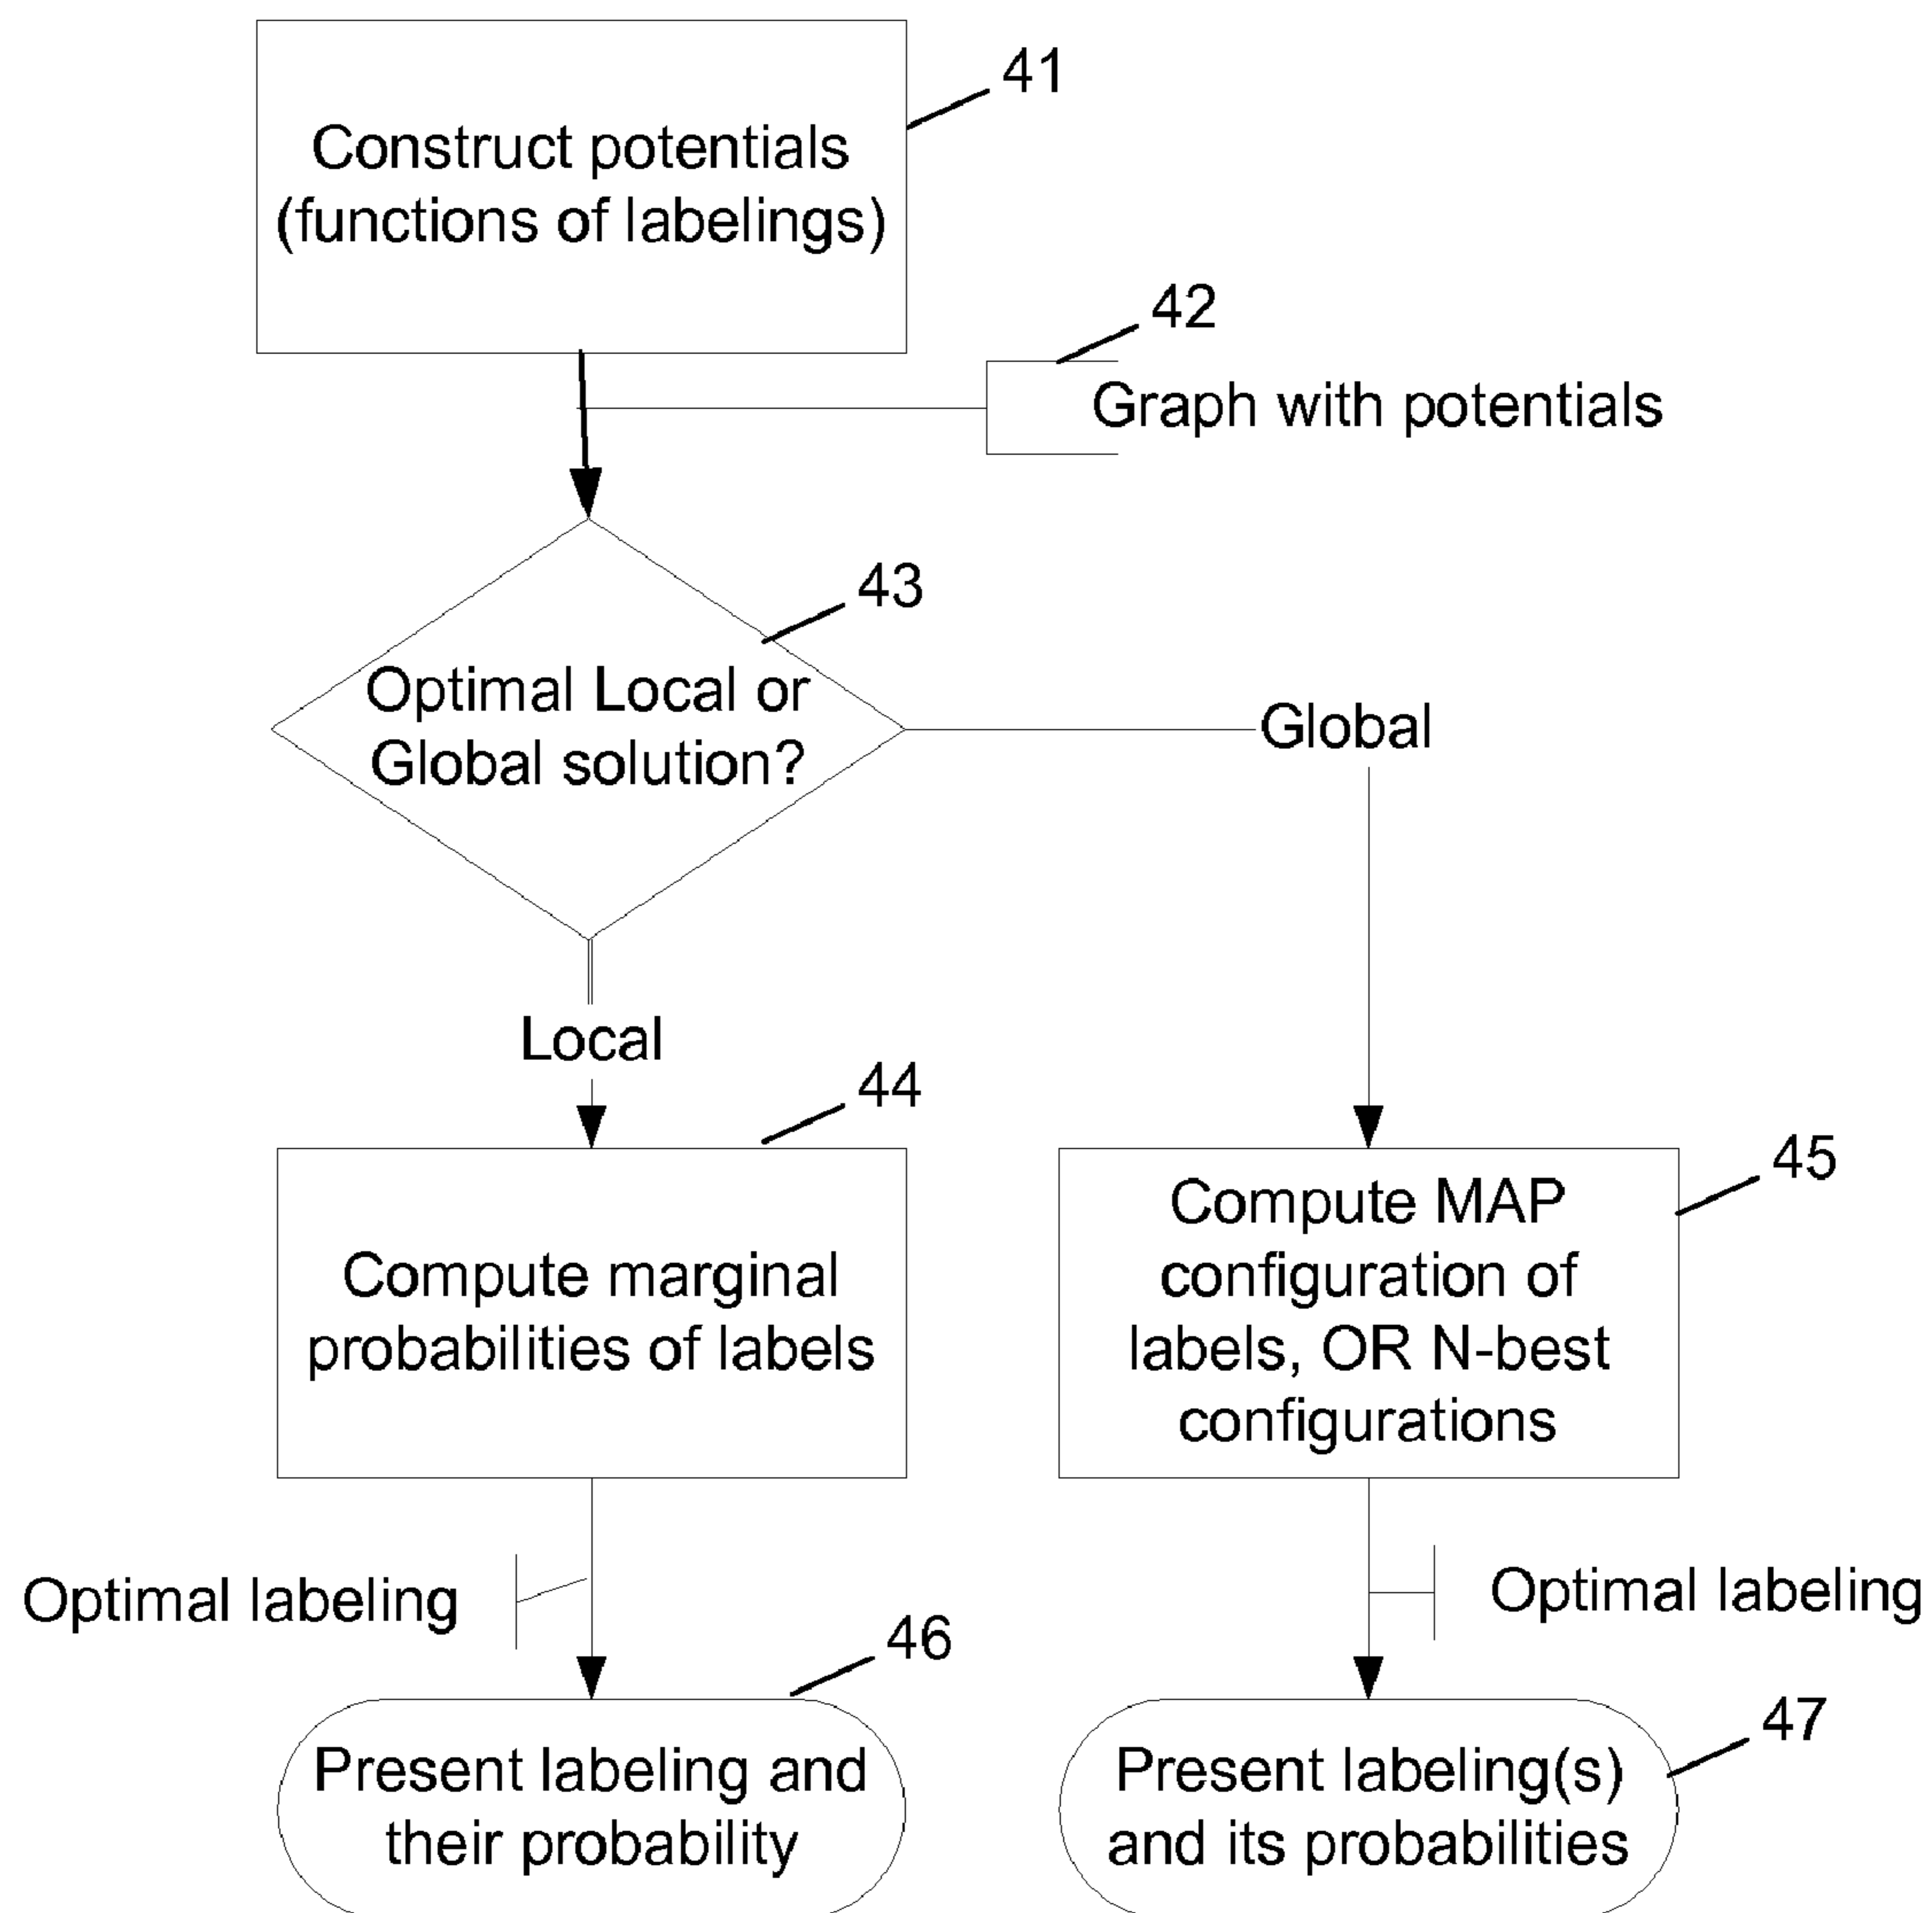 41
Construct potentials
(functions of labelings)
42
Graph with potentials
43
Optimal Local or
Global solution?
Global
Local
44
Compute marginal
probabilities of labels
45
Compute MAP
configuration of
labels, OR N-best
configurations
Optimal labeling
Optimal labeling
46
Present labeling and
their probability
47
Present labeling(s)
and its probabilities